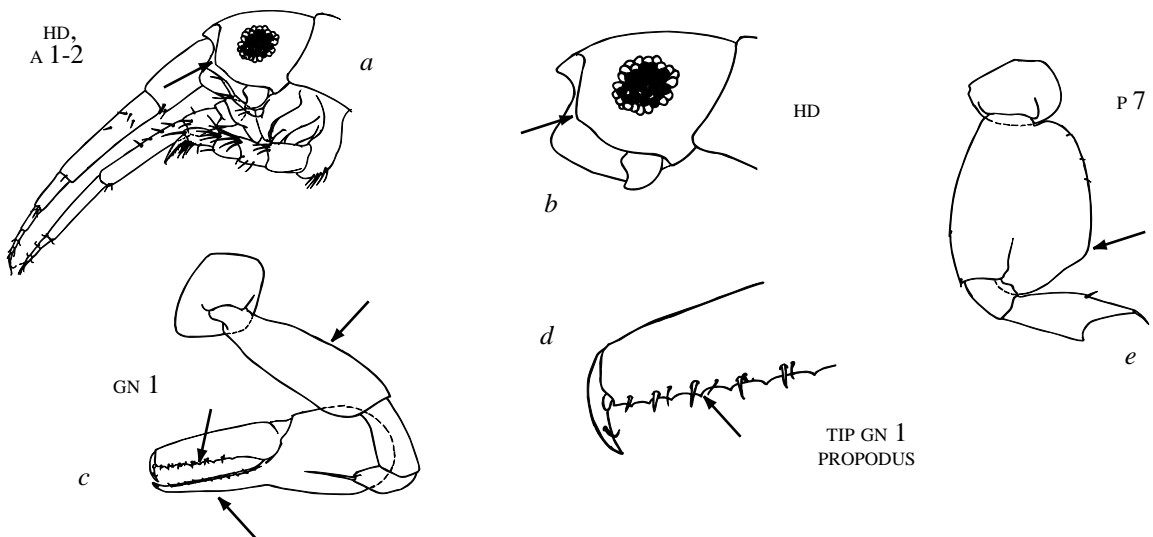 HD,
A 1-2
a
b
HD
P 7
GN 1
c
d
TIP GN 1
PROPODUS
e